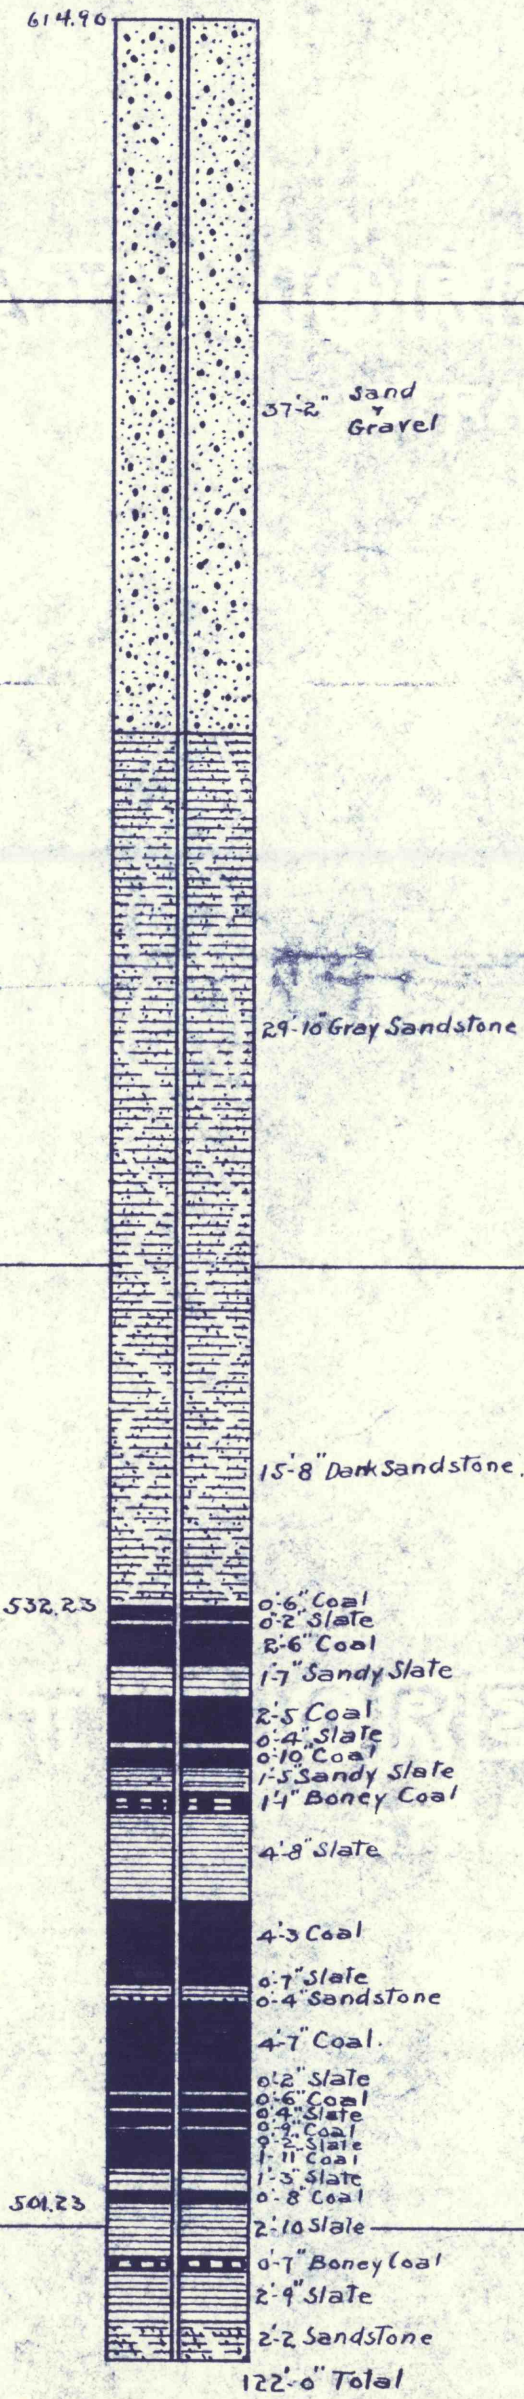 614.90
37'-2" Sand
&
Gravel
29'-10" Gray Sandstone
15'-8" Dark Sandstone.
532.23
0'-6" Coal
0'-2" Slate
2'-6" Coal
1'-7" Sandy Slate
2'-5 Coal
0'-4" Slate
0'-10" Coal
1'-5" Sandy Slate
1'-1" Boney Coal
4'-8" Slate
4'-3 Coal
0'-7" Slate
0'-4" Sandstone
4'-7" Coal.
0'-2" Slate
0'-6" Coal
0'-4" Slate
0'-9" Coal
0'-2" Slate
1'-11" Coal
1'-3" Slate
501.23
0'-8" Coal
2'-10 Slate
0'-7" Boney Coal
2'-9" Slate
2'-2 Sandstone
122'-0" Total